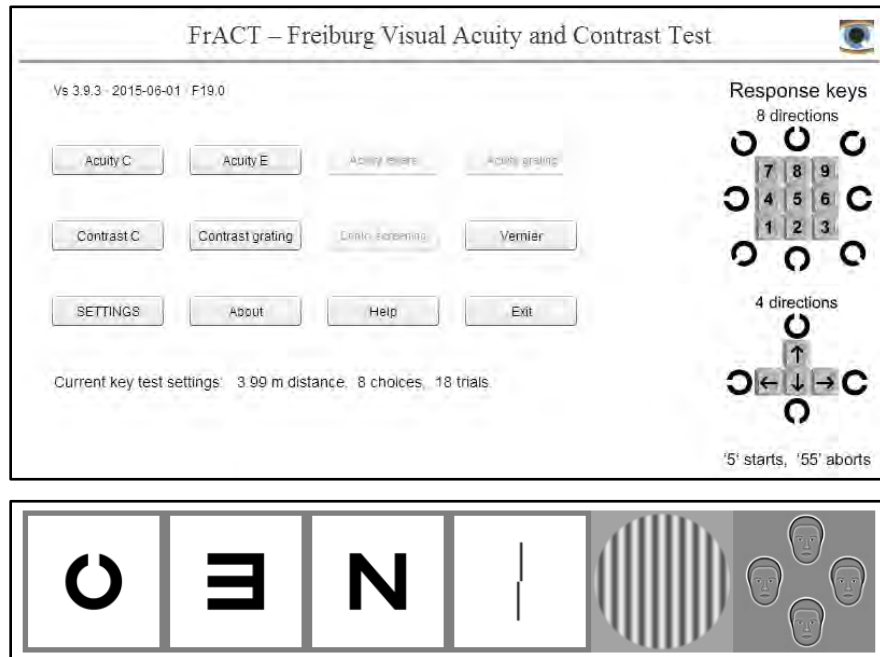 FrACT – Freiburg Visual Acuity and Contrast Test
Vs 3.9.3 - 2015-06-01 · F19.0
Acuity C Acuity E Acuity letters Acuity grating
Contrast C Contrast grating Vernier
SETTINGS About Help Exit
Current key test settings: 3.99 m distance, 8 choices, 18 trials.
Response keys
8 directions
7 8 9
4 5 6
1 2 3
4 directions
↑
← ↓ →
'5' starts, '55' aborts
E N